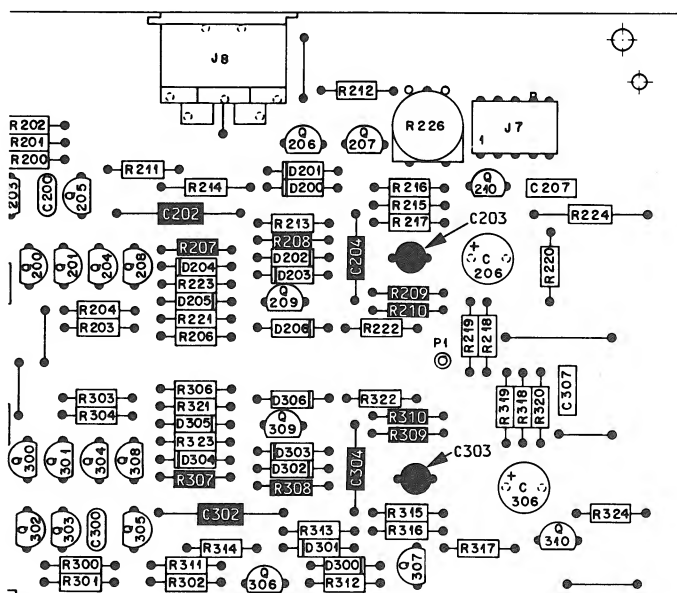 J8
R212
R202
R201
R200
Q 206
Q 207
R226
1
J7
203
C200
Q 205
R211
R214
D201
D200
R216
R215
R217
Q 210
C207
C202
R213
R208
D202
D203
C204
C203
R224
Q 200
Q 201
Q 204
Q 208
R207
D204
R223
D205
R221
R206
Q 209
D206
R209
R210
R222
+ C 206
R220
R204
R203
P1
R219
R218
R303
R304
R306
R321
D305
R323
D304
R307
D306
Q 309
D303
D302
R308
R322
R310
R309
C304
C303
R319
R318
R320
C307
Q 300
Q 301
Q 304
Q 308
+ C 306
C302
Q 302
Q 303
C300
Q 305
R313
D301
D300
R312
R315
R316
R324
R314
R311
R302
R300
R301
Q 306
Q 307
R317
Q 310